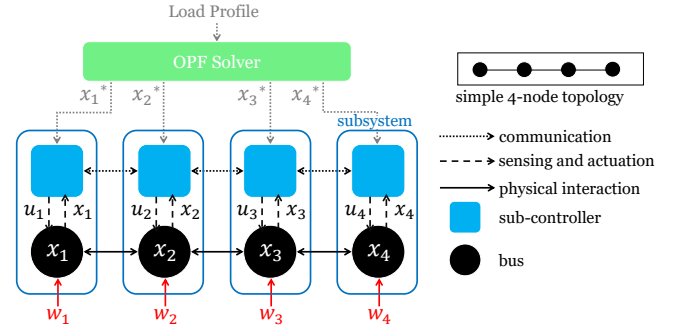 Load Profile
OPF Solver
x₁* x₂* x₃* x₄*
subsystem
u₁ x₁ u₂ x₂ u₃ x₃ u₄ x₄
x₁ x₂ x₃ x₄
w₁ w₂ w₃ w₄
simple 4-node topology
communication
sensing and actuation
physical interaction
sub-controller
bus